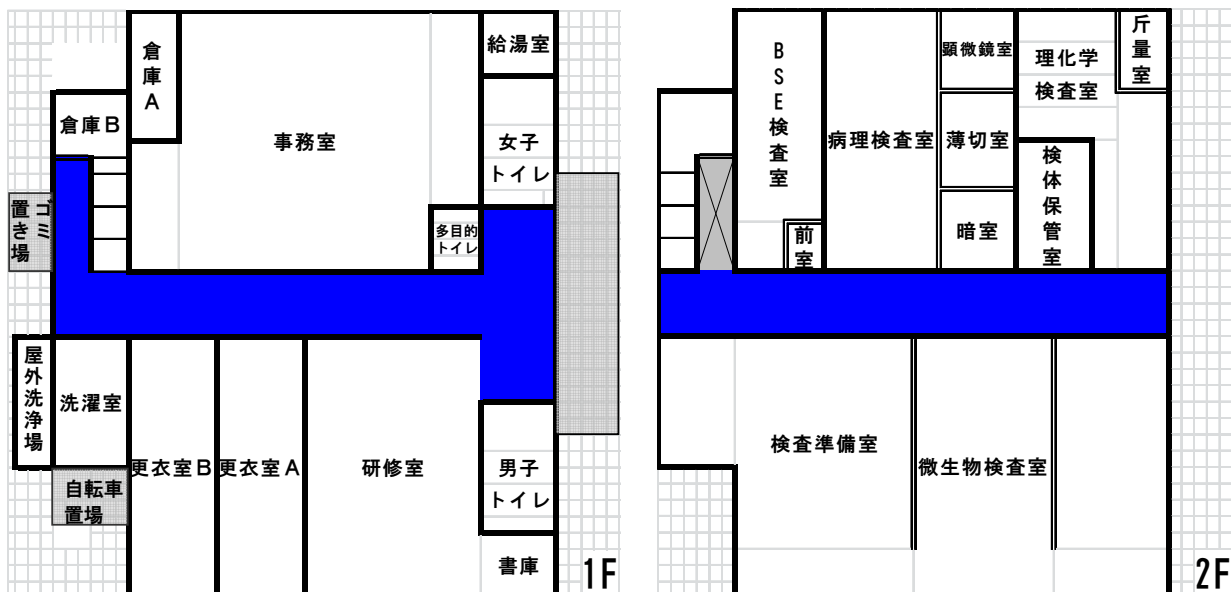 倉庫A
給湯室
倉庫B
事務室
女子
トイレ
ゴミ
置き場
多目的
トイレ
屋外洗浄場
洗濯室
更衣室B
更衣室A
研修室
男子
トイレ
自転車
置場
書庫
1F
BSE検査室
顕微鏡室
理化学
検査室
斤量室
病理検査室
薄切室
検体保管室
前室
暗室
検査準備室
微生物検査室
2F